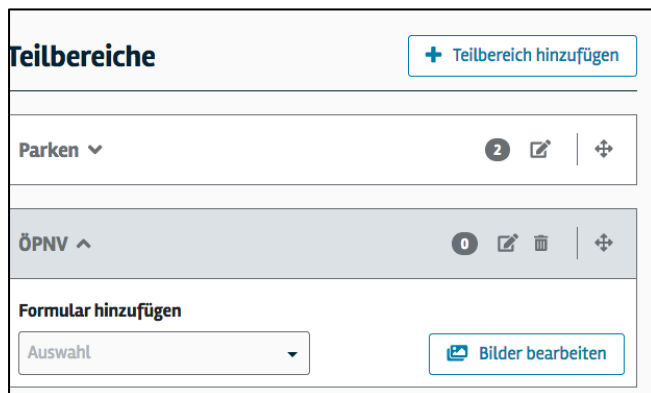 Teilbereiche
Teilbereich hinzufügen
Parken
2
ÖPNV
0
Formular hinzufügen
Auswahl
Bilder bearbeiten